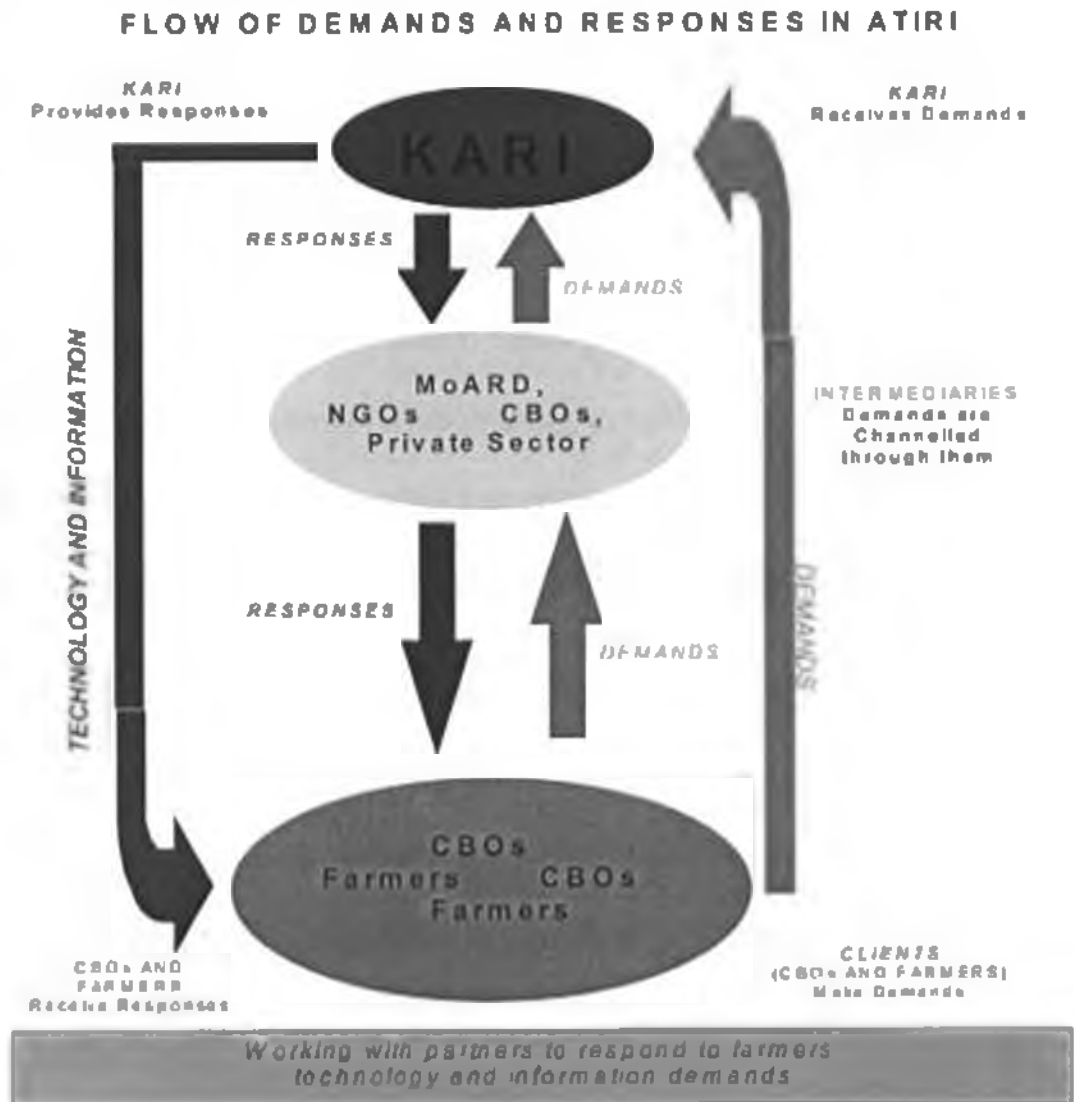 FLOW OF DEMANDS AND RESPONSES IN ATIRI
KARI
Provides Responses
KARI
KARI
Receives Demands
RESPONSES
DEMANDS
MoARD,
NGOs CBOs,
Private Sector
INTERMEDIARIES
Demands are
Channelled
through them
TECHNOLOGY AND INFORMATION
DEMANDS
RESPONSES
DEMANDS
CBOs
Farmers CBOs
Farmers
CBOs AND
FARMERS
Receive Responses
CLIENTS
(CBOs AND FARMERS)
Make Demands
Working with partners to respond to farmers
technology and information demands